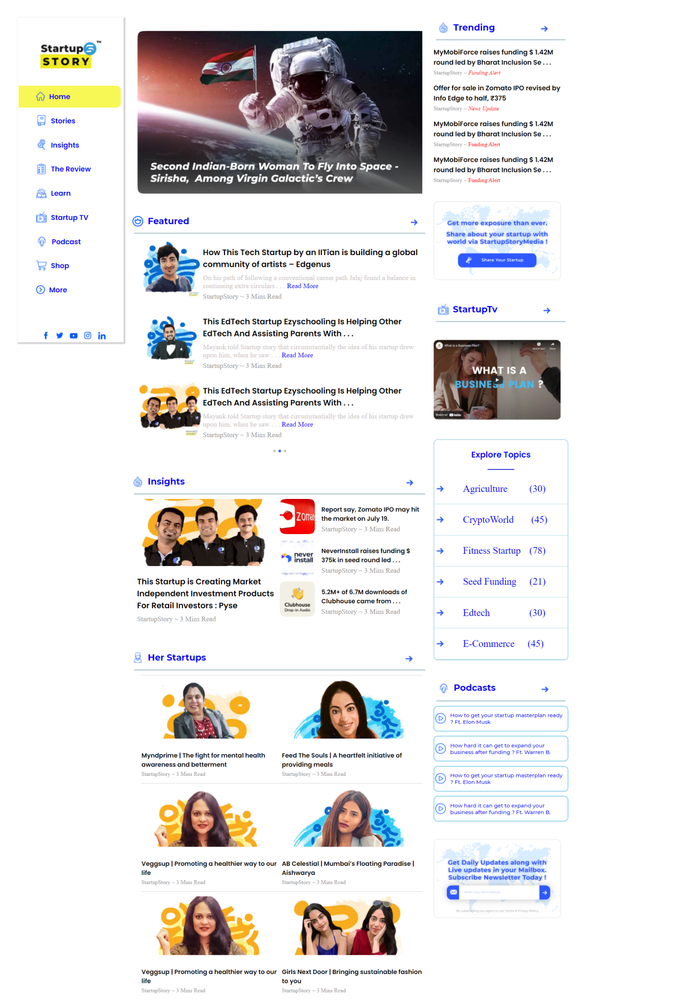 Startup S ™
STORY
Home
Stories
Insights
The Review
Learn
Startup TV
Podcast
Shop
More
Second Indian-Born Woman To Fly Into Space -
Sirisha, Among Virgin Galactic's Crew
Featured
How This Tech Startup by an IITian is building a global
community of artists – Edgenus
On his path of following a conventional career path Jalaj found a balance in
continuing extra circulars . . . Read More
StartupStory ~ 3 Mins Read
This EdTech Startup Ezyschooling Is Helping Other
EdTech And Assisting Parents With . . .
Mayank told Startup story that circumstantially the idea of his startup drew
upon him, when he saw . . . Read More
StartupStory ~ 3 Mins Read
This EdTech Startup Ezyschooling Is Helping Other
EdTech And Assisting Parents With . . .
Mayank told Startup story that circumstantially the idea of his startup drew
upon him, when he saw . . . Read More
StartupStory ~ 3 Mins Read
Startup
STORY
Insights
This Startup is Creating Market
Independent Investment Products
For Retail Investors : Pyse
StartupStory ~ 3 Mins Read
zomat
Report say, Zomato IPO may hit
the market on July 19.
StartupStory ~ 3 Mins Read
never
install
NeverInstall raises funding $
375k in seed round led . . .
StartupStory ~ 3 Mins Read
Clubhouse
Drop-in Audio
5.2M+ of 6.7M downloads of
Clubhouse came from . . .
StartupStory ~ 3 Mins Read
Her Startups
Myndprime | The fight for mental health
awareness and betterment
StartupStory ~ 3 Mins Read
Feed The Souls | A heartfelt initiative of
providing meals
StartupStory ~ 3 Mins Read
Veggsup | Promoting a healthier way to our
life
StartupStory ~ 3 Mins Read
AB Celestial | Mumbai's Floating Paradise |
Aishwarya
StartupStory ~ 3 Mins Read
Veggsup | Promoting a healthier way to our
life
StartupStory ~ 3 Mins Read
Girls Next Door | Bringing sustainable fashion
to you
StartupStory ~ 3 Mins Read
Trending
MyMobiForce raises funding $ 1.42M
round led by Bharat Inclusion Se . . .
StartupStory ~ Funding Alert
Offer for sale in Zomato IPO revised by
Info Edge to half, ₹375
StartupStory ~ News Update
MyMobiForce raises funding $ 1.42M
round led by Bharat Inclusion Se . . .
StartupStory ~ Funding Alert
MyMobiForce raises funding $ 1.42M
round led by Bharat Inclusion Se . . .
StartupStory ~ Funding Alert
Get more exposure than ever.
Share about your startup with
world via StartupStoryMedia !
Share Your Startup
StartupTv
What is a Business Plan?
Watch later
Share
WHAT IS A
BUSINESS PLAN ?
Watch on YouTube
Explore Topics
Agriculture (30)
CryptoWorld (45)
Fitness Startup (78)
Seed Funding (21)
Edtech (30)
E-Commerce (45)
Podcasts
How to get your startup masterplan ready
? Ft. Elon Musk
How hard it can get to expand your
business after funding ? Ft. Warren B.
How to get your startup masterplan ready
? Ft. Elon Musk
How hard it can get to expand your
business after funding ? Ft. Warren B.
Get Daily Updates along with
Live updates in your Mailbox.
Subscribe Newsletter Today !
Enter Your Mail Address
By subscribing you agree to our Terms & Privacy Policy.